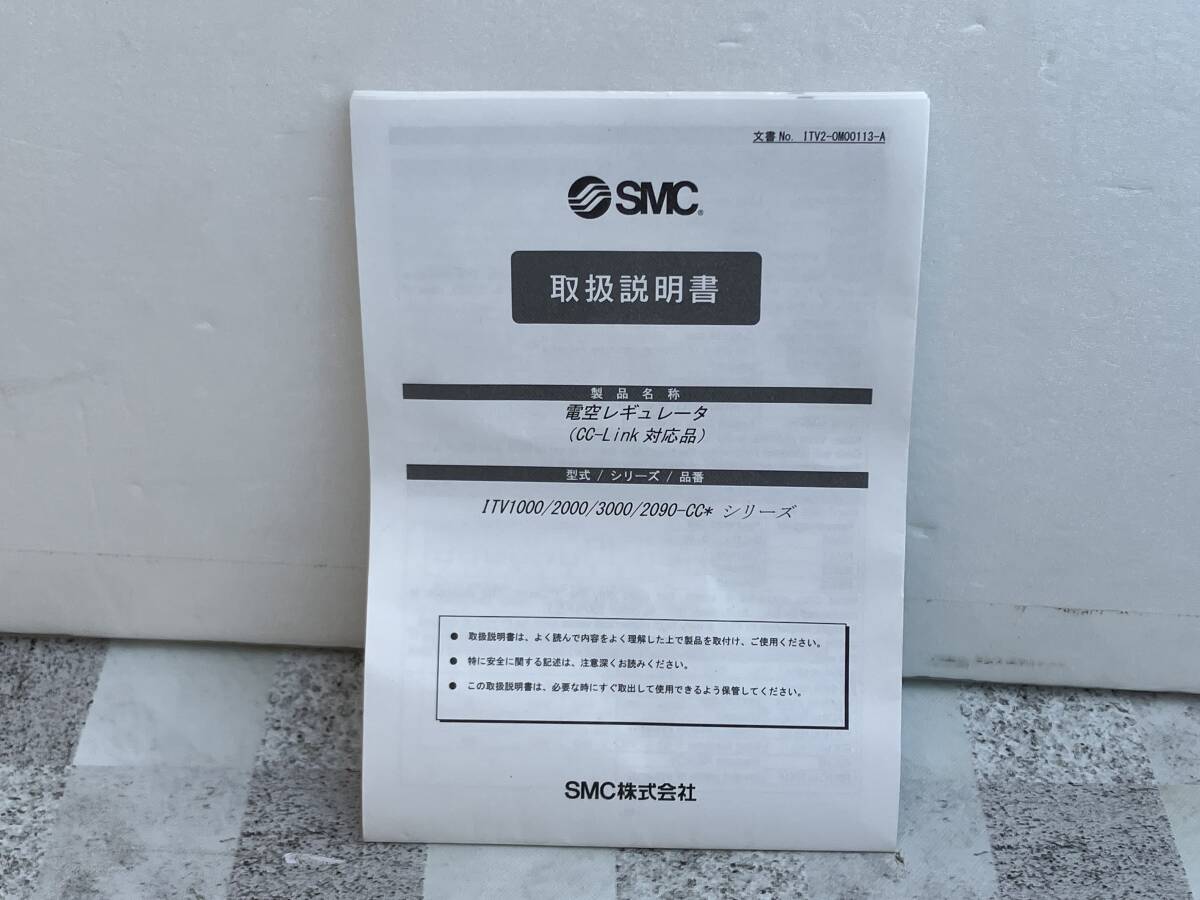 文書No. ITV2-OM00113-A
SMC®
取扱説明書
製品名称
電空レギュレータ
（CC-Link 対応品）
型式 / シリーズ / 品番
ITV1000/2000/3000/2090-CC* シリーズ
● 取扱説明書は、よく読んで内容をよく理解した上で製品を取付け、ご使用ください。
● 特に安全に関する記述は、注意深くお読みください。
● この取扱説明書は、必要な時にすぐ取出して使用できるよう保管してください。
SMC株式会社